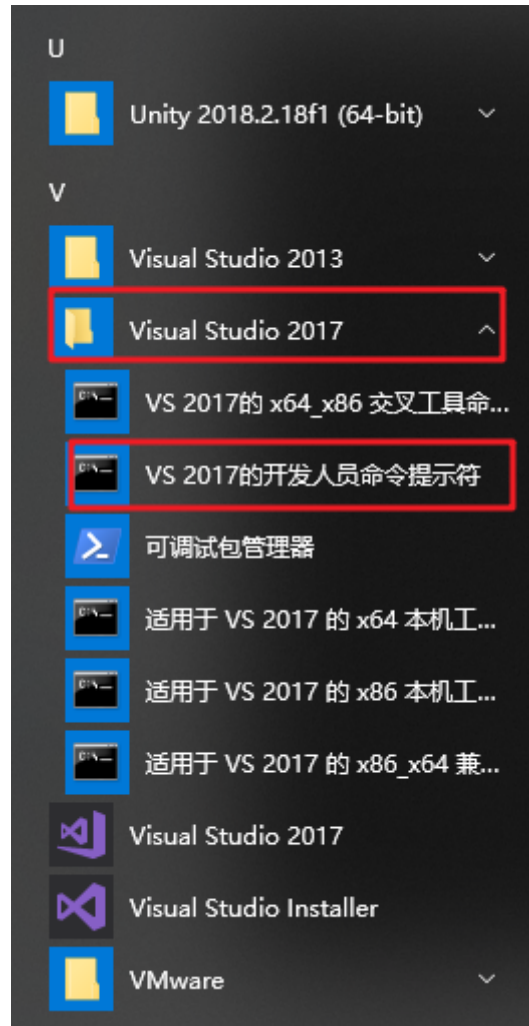 U
Unity 2018.2.18f1 (64-bit)
V
Visual Studio 2013
Visual Studio 2017
VS 2017的 x64_x86 交叉工具命...
VS 2017的开发人员命令提示符
可调试包管理器
适用于 VS 2017 的 x64 本机工...
适用于 VS 2017 的 x86 本机工...
适用于 VS 2017 的 x86_x64 兼...
Visual Studio 2017
Visual Studio Installer
VMware